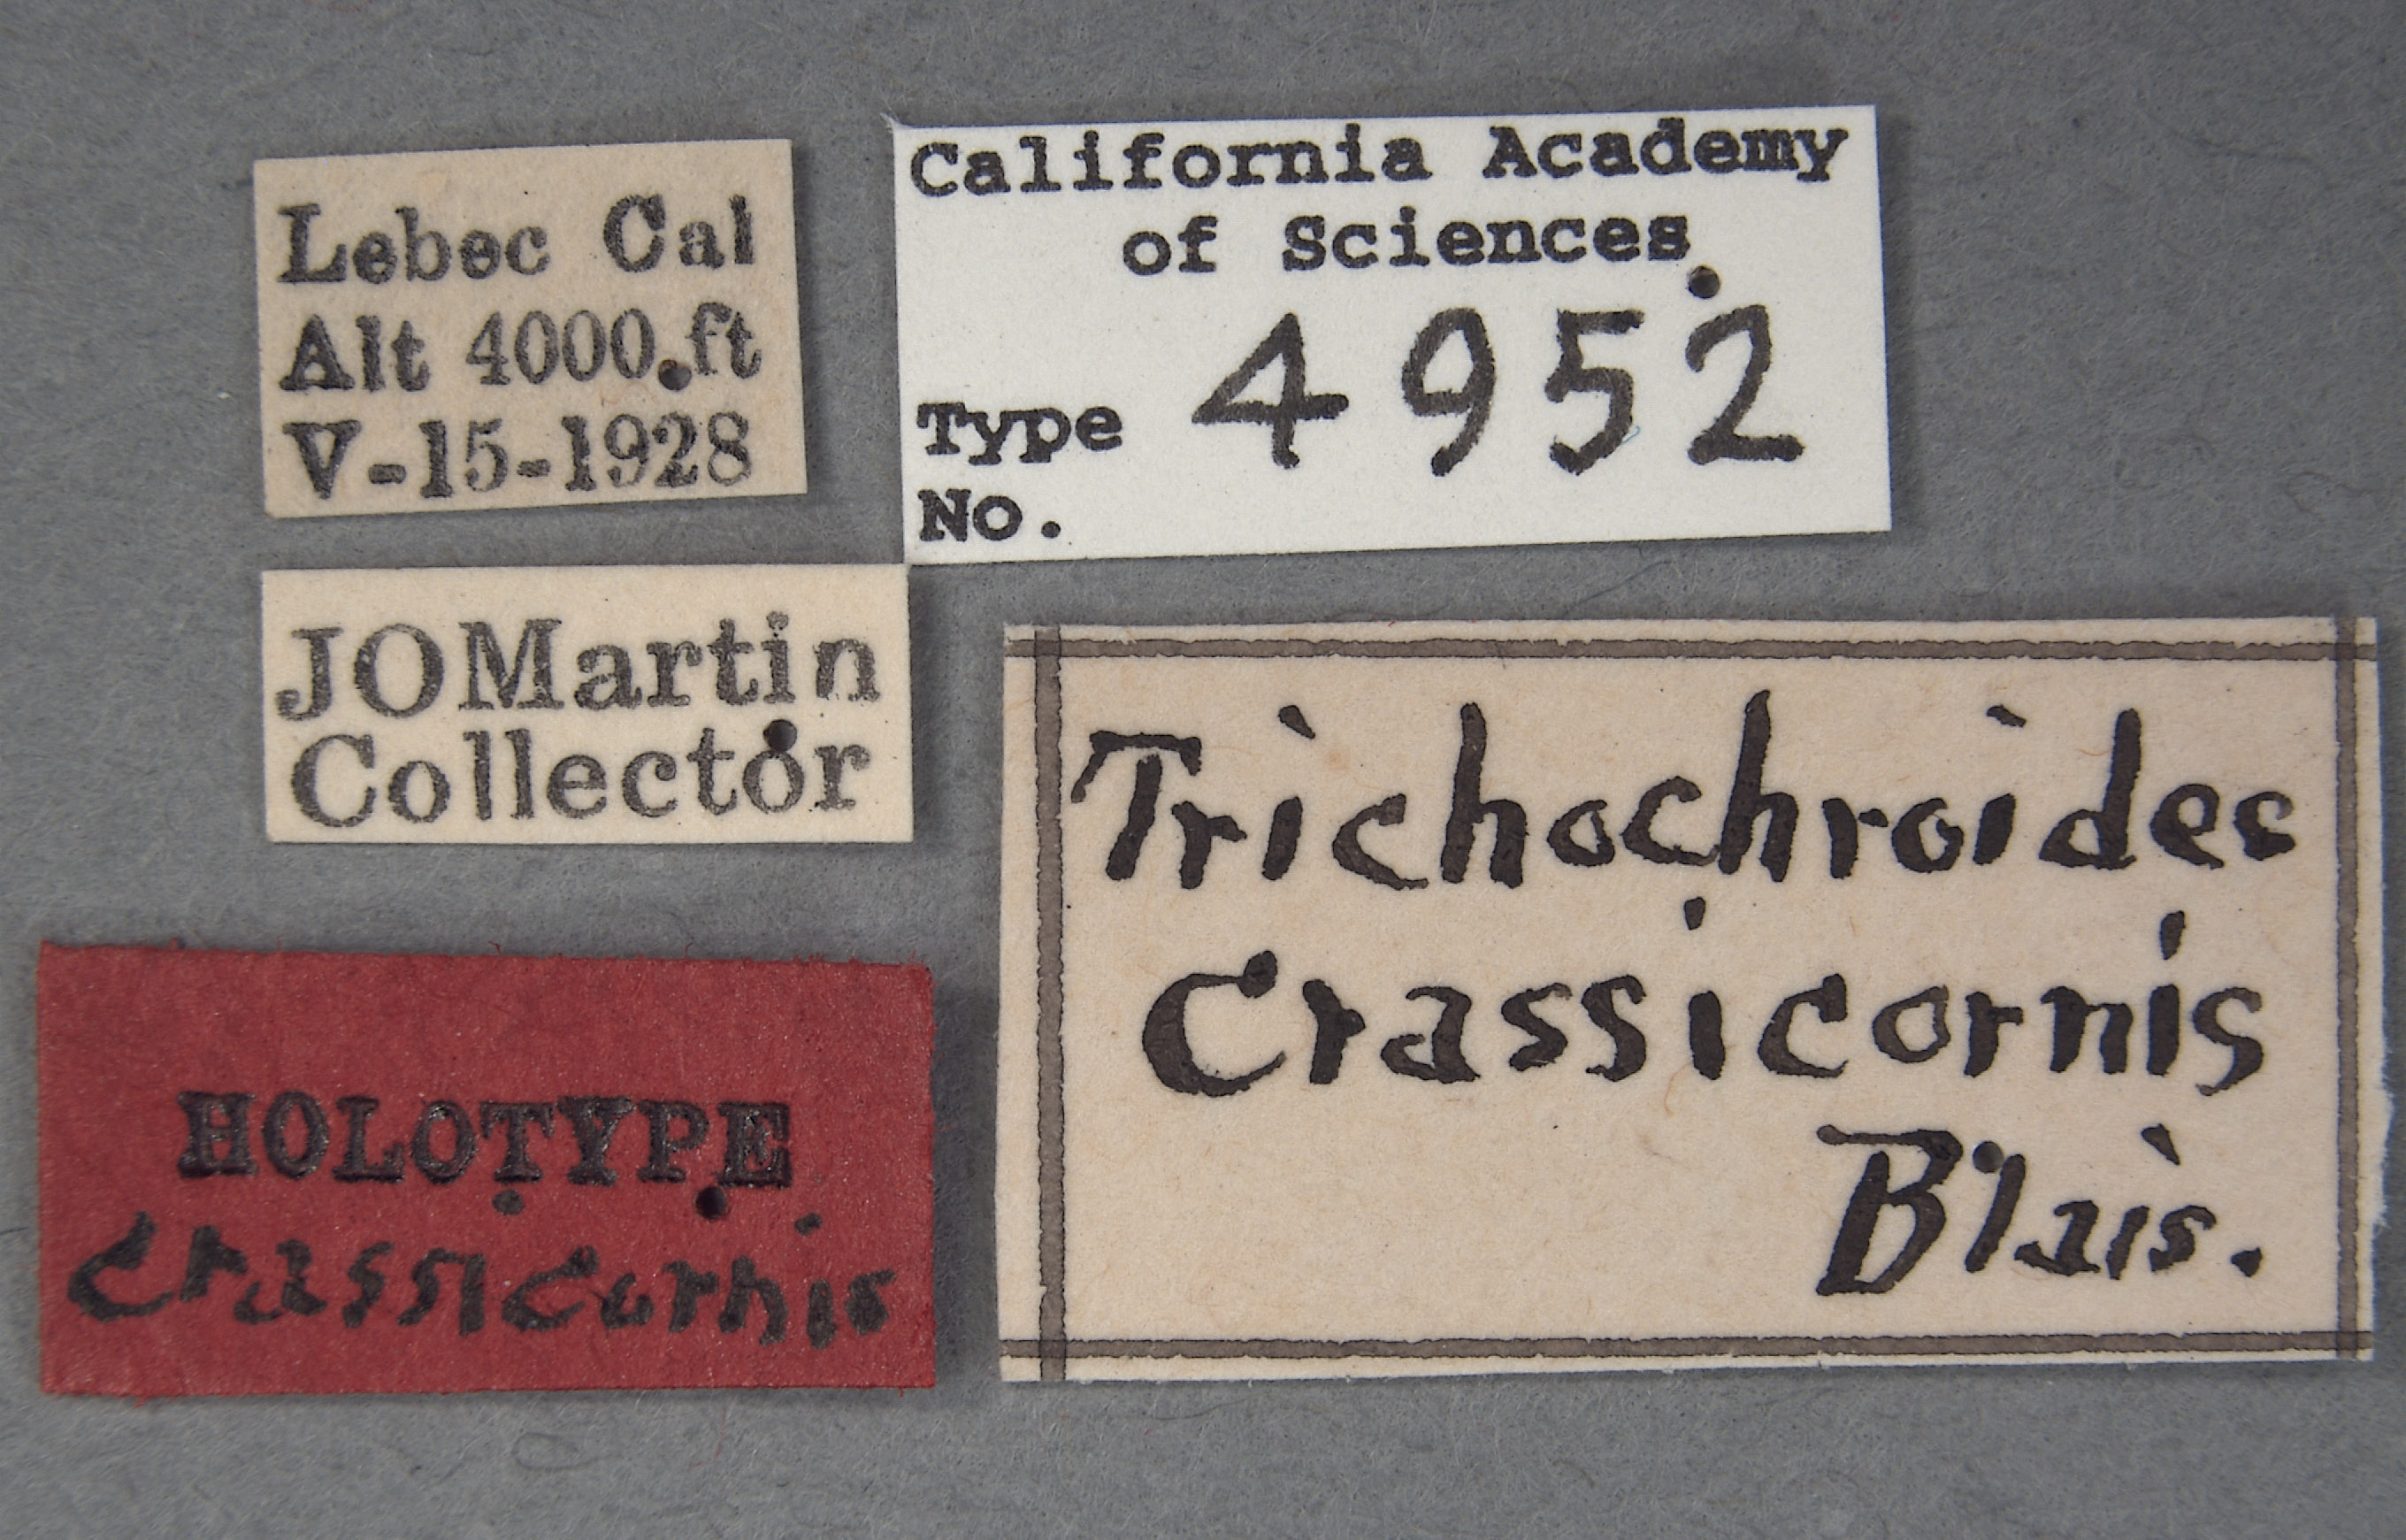 Lebec Cal
Alt 4000.ft
V-15-1928
California Academy
of Sciences
Type 4952
No.
JOMartin
Collector
Trichochroides
Crassicornis
Blais.
HOLOTYPE
Crassicornis